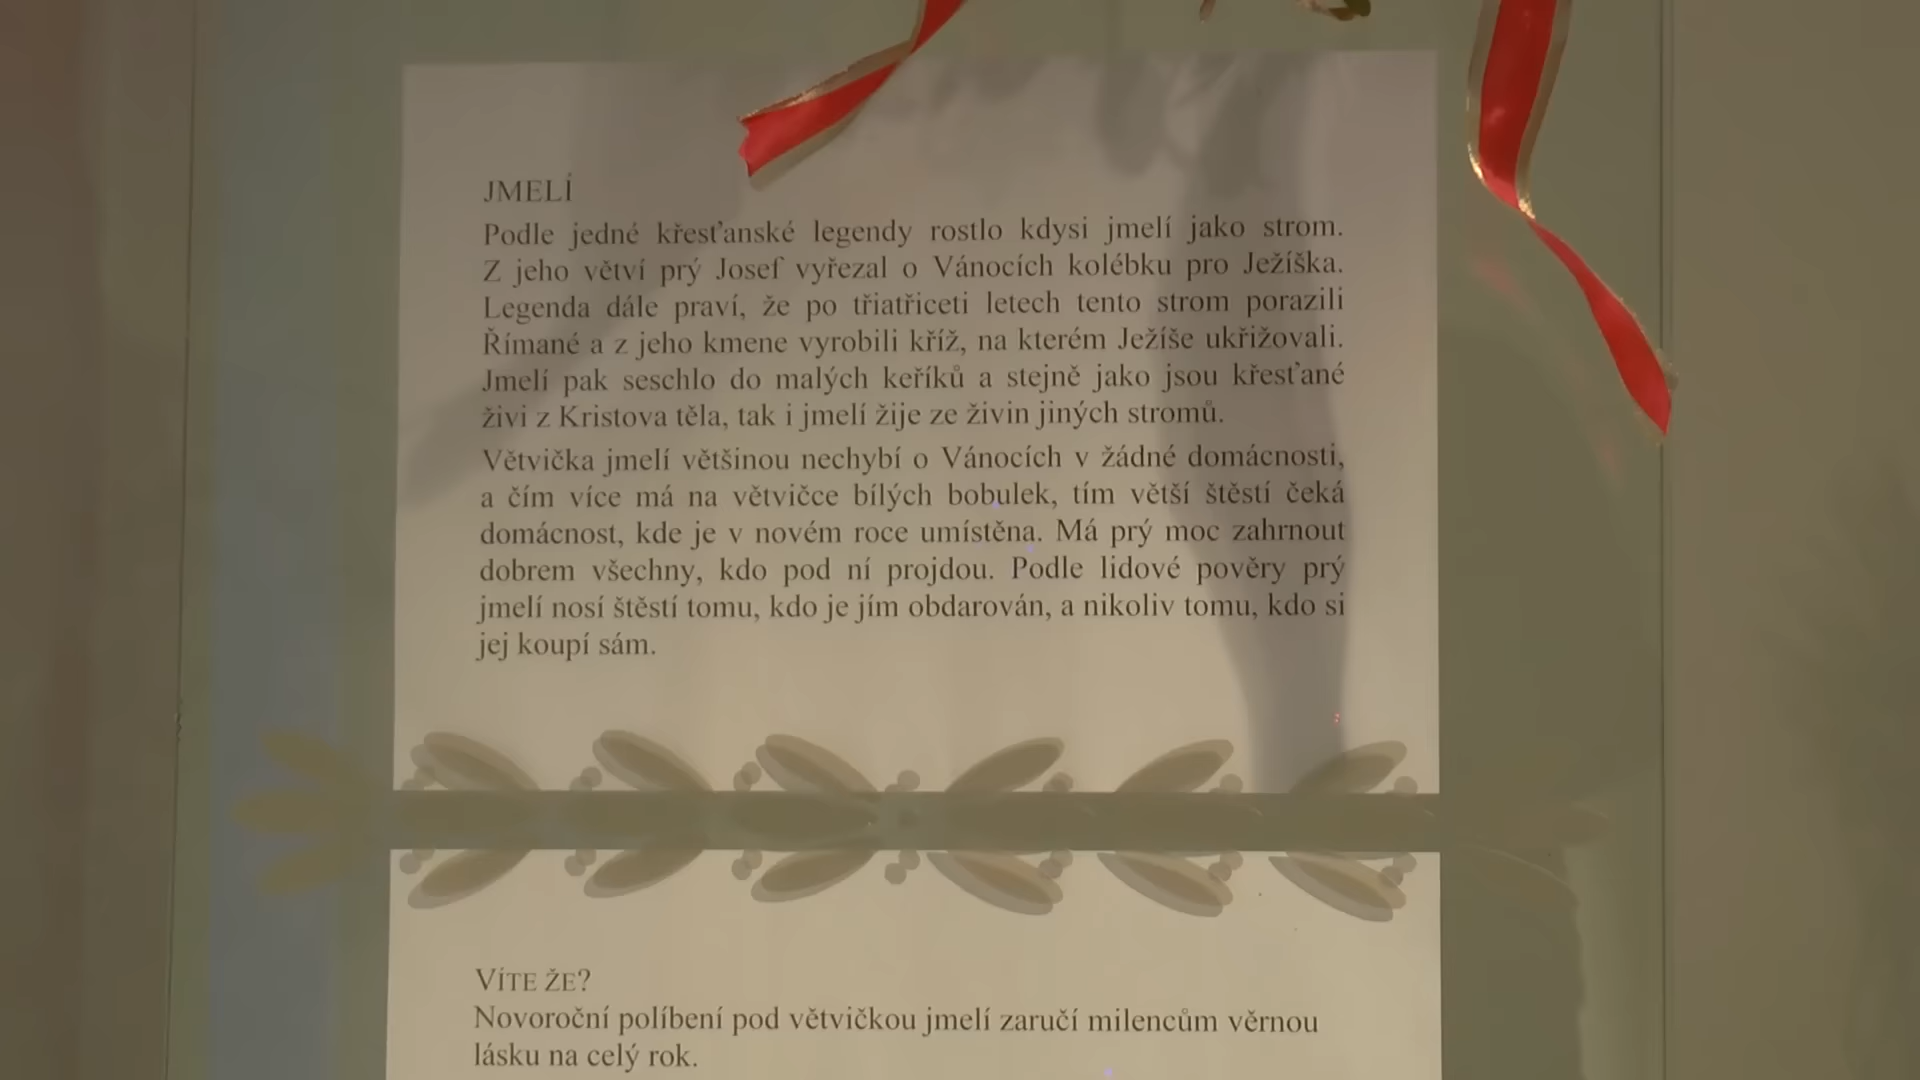 JMELÍ
Podle jedné křesťanské legendy rostlo kdysi jmelí jako strom.
Z jeho větví prý Josef vyřezal o Vánocích kolébku pro Ježíška.
Legenda dále praví, že po třiatřiceti letech tento strom porazili
Římané a z jeho kmene vyrobili kříž, na kterém Ježíše ukřižovali.
Jmelí pak seschlo do malých keříků a stejně jako jsou křesťané
živi z Kristova těla, tak i jmelí žije ze živin jiných stromů.
Větvička jmelí většinou nechybí o Vánocích v žádné domácnosti,
a čím více má na větvičce bílých bobulek, tím větší štěstí čeká
domácnost, kde je v novém roce umístěna. Má prý moc zahrnout
dobrem všechny, kdo pod ní projdou. Podle lidové pověry prý
jmelí nosí štěstí tomu, kdo je jím obdarován, a nikoliv tomu, kdo si
jej koupí sám.
VÍTE ŽE?
Novoroční políbení pod větvičkou jmelí zaručí milencům věrnou
lásku na celý rok.